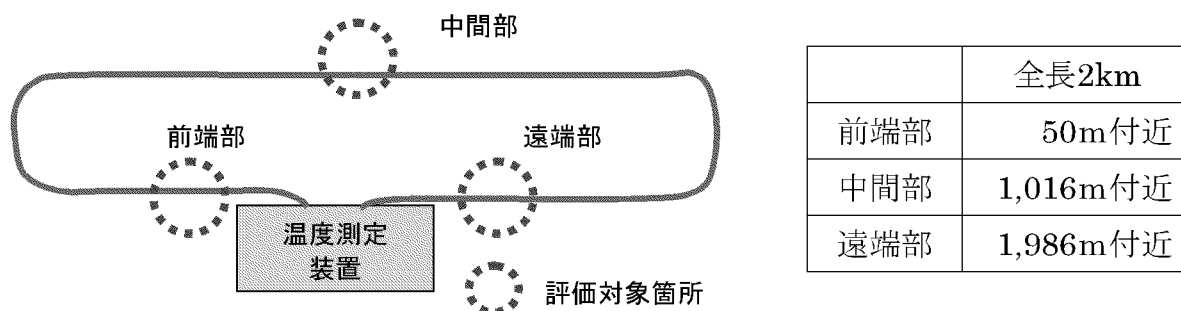 中間部
前端部
遠端部
温度測定
装置
評価対象箇所
全長2km
前端部 50m付近
中間部 1,016m付近
遠端部 1,986m付近